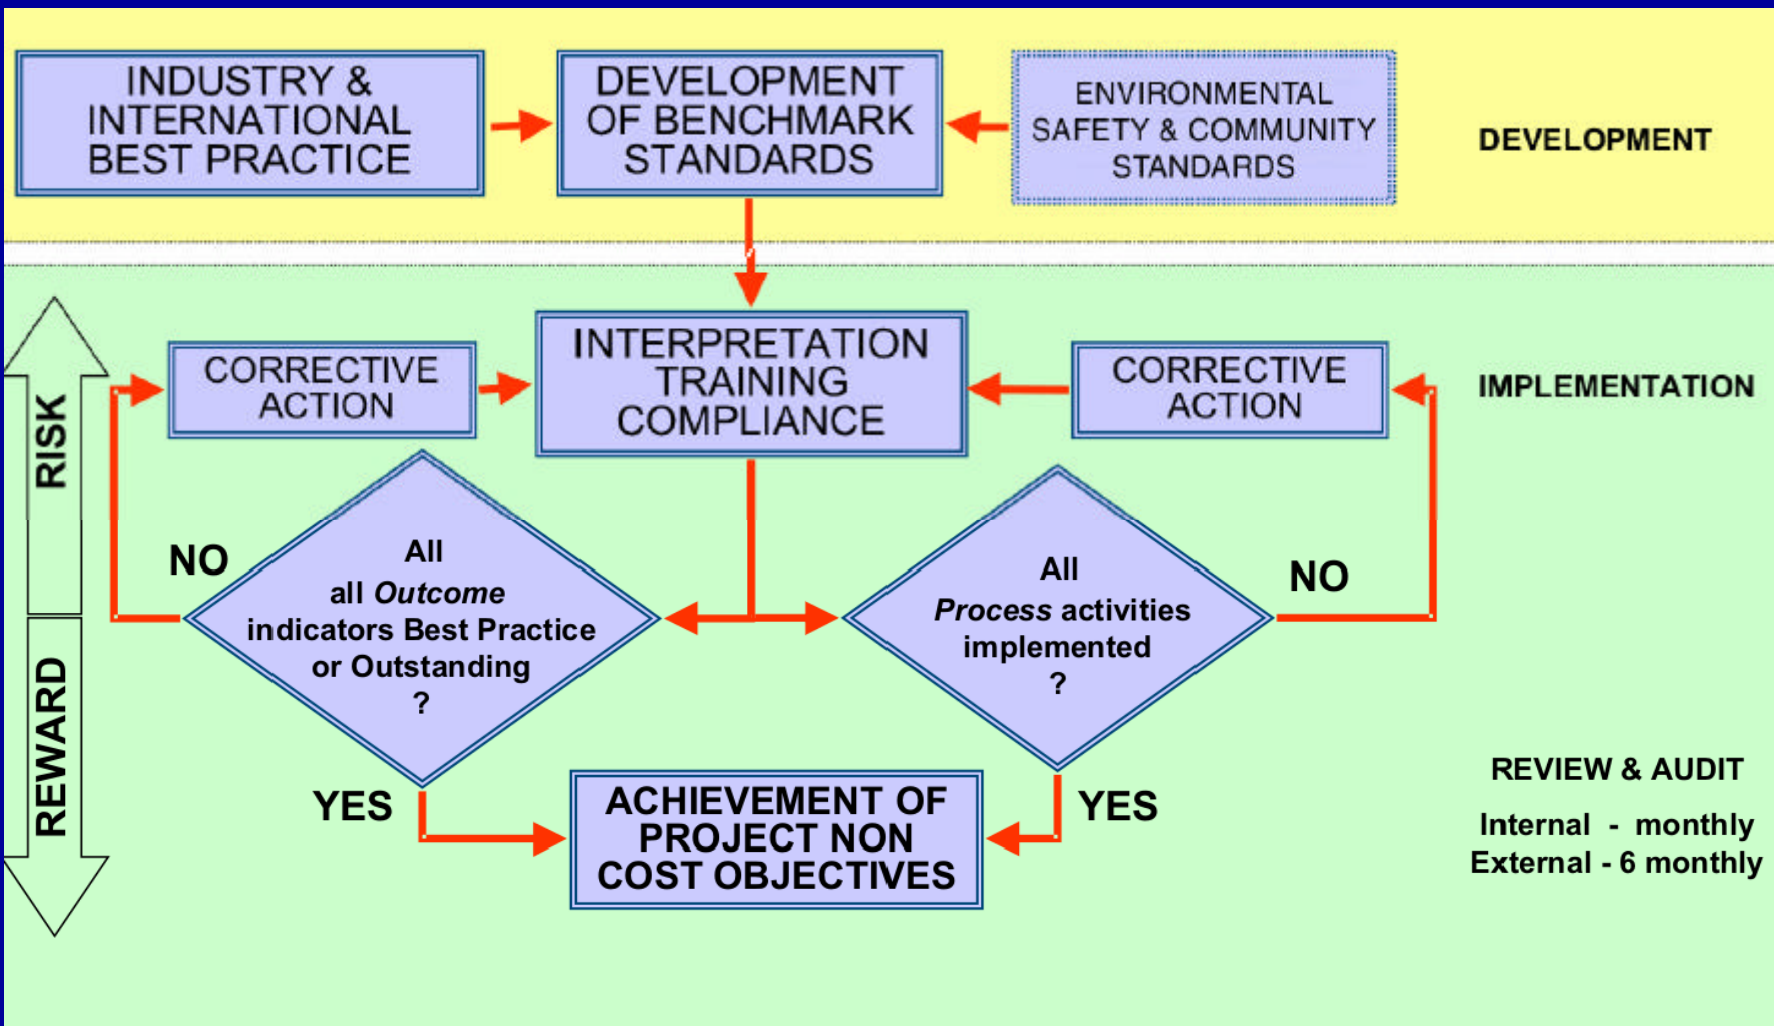 INDUSTRY &
INTERNATIONAL
BEST PRACTICE
DEVELOPMENT
OF BENCHMARK
STANDARDS
ENVIRONMENTAL
SAFETY & COMMUNITY
STANDARDS
DEVELOPMENT
RISK
REWARD
CORRECTIVE
ACTION
INTERPRETATION
TRAINING
COMPLIANCE
CORRECTIVE
ACTION
IMPLEMENTATION
NO
All
all Outcome
indicators Best Practice
or Outstanding
?
All
Process activities
implemented
?
NO
YES
ACHIEVEMENT OF
PROJECT NON
COST OBJECTIVES
YES
REVIEW & AUDIT
Internal - monthly
External - 6 monthly